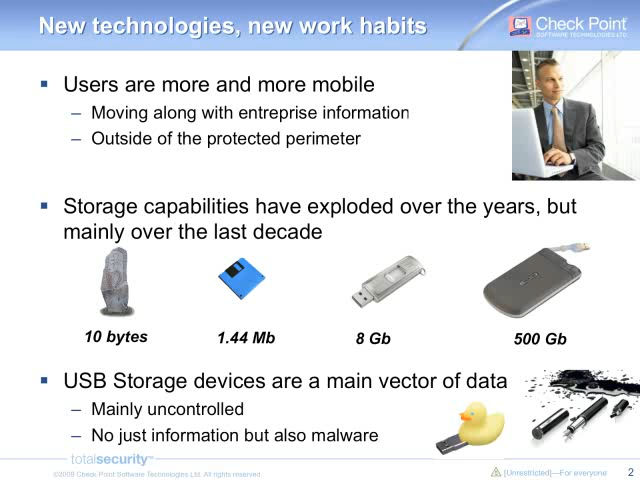 New technologies, new work habits
Check Point
SOFTWARE TECHNOLOGIES LTD.
▪ Users are more and more mobile
– Moving along with entreprise information
– Outside of the protected perimeter
▪ Storage capabilities have exploded over the years, but
mainly over the last decade
10 bytes 1.44 Mb 8 Gb 500 Gb
▪ USB Storage devices are a main vector of data
– Mainly uncontrolled
– No just information but also malware
totalsecurity™
©2009 Check Point Software Technologies Ltd. All rights reserved. [Unrestricted]—For everyone 2